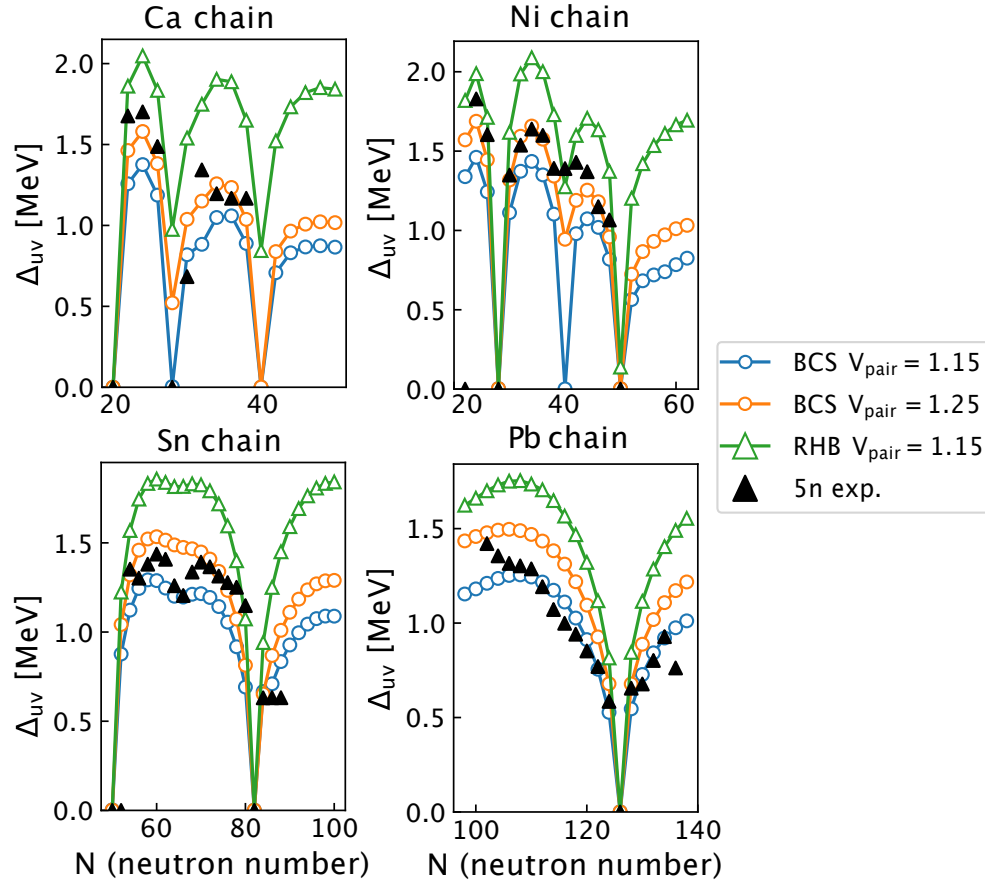 Ca chain
Ni chain
2.0
1.5
1.0
0.5
0.0
Δuv [MeV]
20
40
2.0
1.5
1.0
0.5
0.0
Δuv [MeV]
20
40
60
BCS Vpair = 1.15
BCS Vpair = 1.25
RHB Vpair = 1.15
5n exp.
Sn chain
Pb chain
1.5
1.0
0.5
0.0
Δuv [MeV]
60
80
100
N (neutron number)
1.5
1.0
0.5
0.0
Δuv [MeV]
100
120
140
N (neutron number)